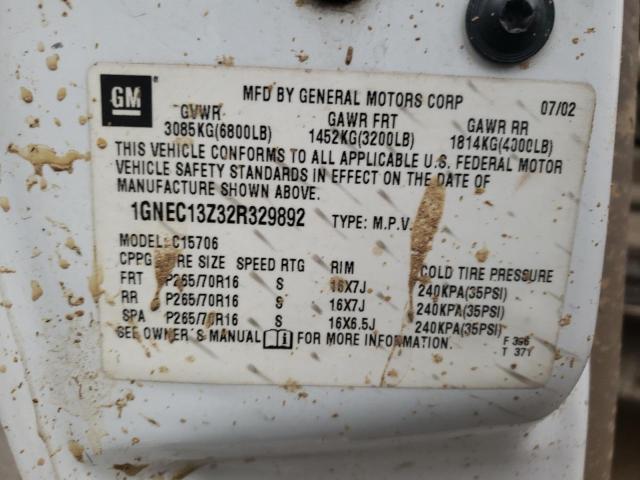 GM ®
MFD BY GENERAL MOTORS CORP 07/02
GVWR GAWR FRT GAWR RR
3085KG(6800LB) 1452KG(3200LB) 1814KG(4000LB)
THIS VEHICLE CONFORMS TO ALL APPLICABLE U.S. FEDERAL MOTOR
VEHICLE SAFETY STANDARDS IN EFFECT ON THE DATE OF
MANUFACTURE SHOWN ABOVE.
1GNEC13Z32R329892 TYPE: M.P.V.
MODEL: C15706
CPPG SIZE SPEED RTG RIM COLD TIRE PRESSURE
FRT P265/70R16 S 16X7J 240KPA(35PSI)
RR P265/70R16 S 16X7J 240KPA(35PSI)
SPA P265/70R16 S 16X6.5J 240KPA(35PSI)
SEE OWNER'S MANUAL FOR MORE INFORMATION.
F 396
T 371